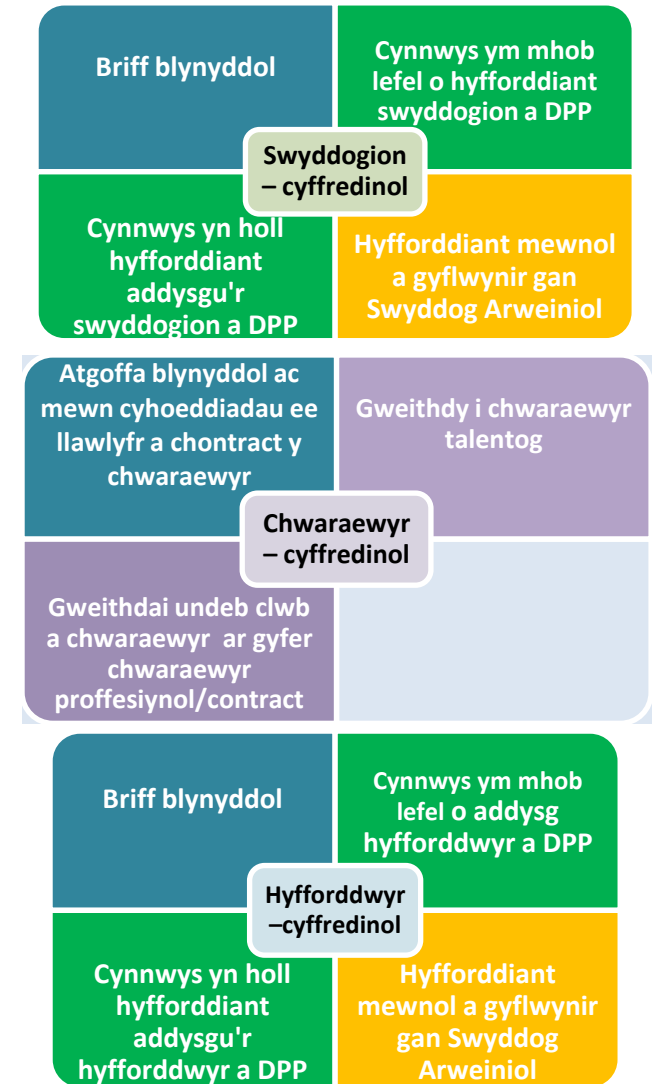 Briff blynyddol
Cynnwys ym mhob
lefel o hyfforddiant
swyddogion a DPP
Swyddogion
– cyffredinol
Cynnwys yn holl
hyfforddiant
addysgu'r
swyddogion a DPP
Hyfforddiant mewnol
a gyflwynir gan
Swyddog Arweiniol
Atgoffa blynyddol ac
mewn cyhoeddiadau ee
llawlyfr a chontract y
chwaraewyr
Gweithdy i chwaraewyr
talentog
Chwaraewyr
– cyffredinol
Gweithdai undeb clwb
a chwaraewyr ar gyfer
chwaraewyr
proffesiynol/contract
Briff blynyddol
Cynnwys ym mhob
lefel o addysg
hyfforddwyr a DPP
Hyfforddwyr
–cyffredinol
Cynnwys yn holl
hyfforddiant
addysgu'r
hyfforddwyr a DPP
Hyfforddiant
mewnol a gyflwynir
gan Swyddog
Arweiniol